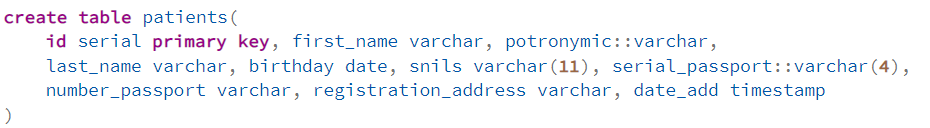 create table patients(
id serial primary key, first_name varchar, potronymic::varchar,
last_name varchar, birthday date, snils varchar(11), serial_passport::varchar(4),
number_passport varchar, registration_address varchar, date_add timestamp
)